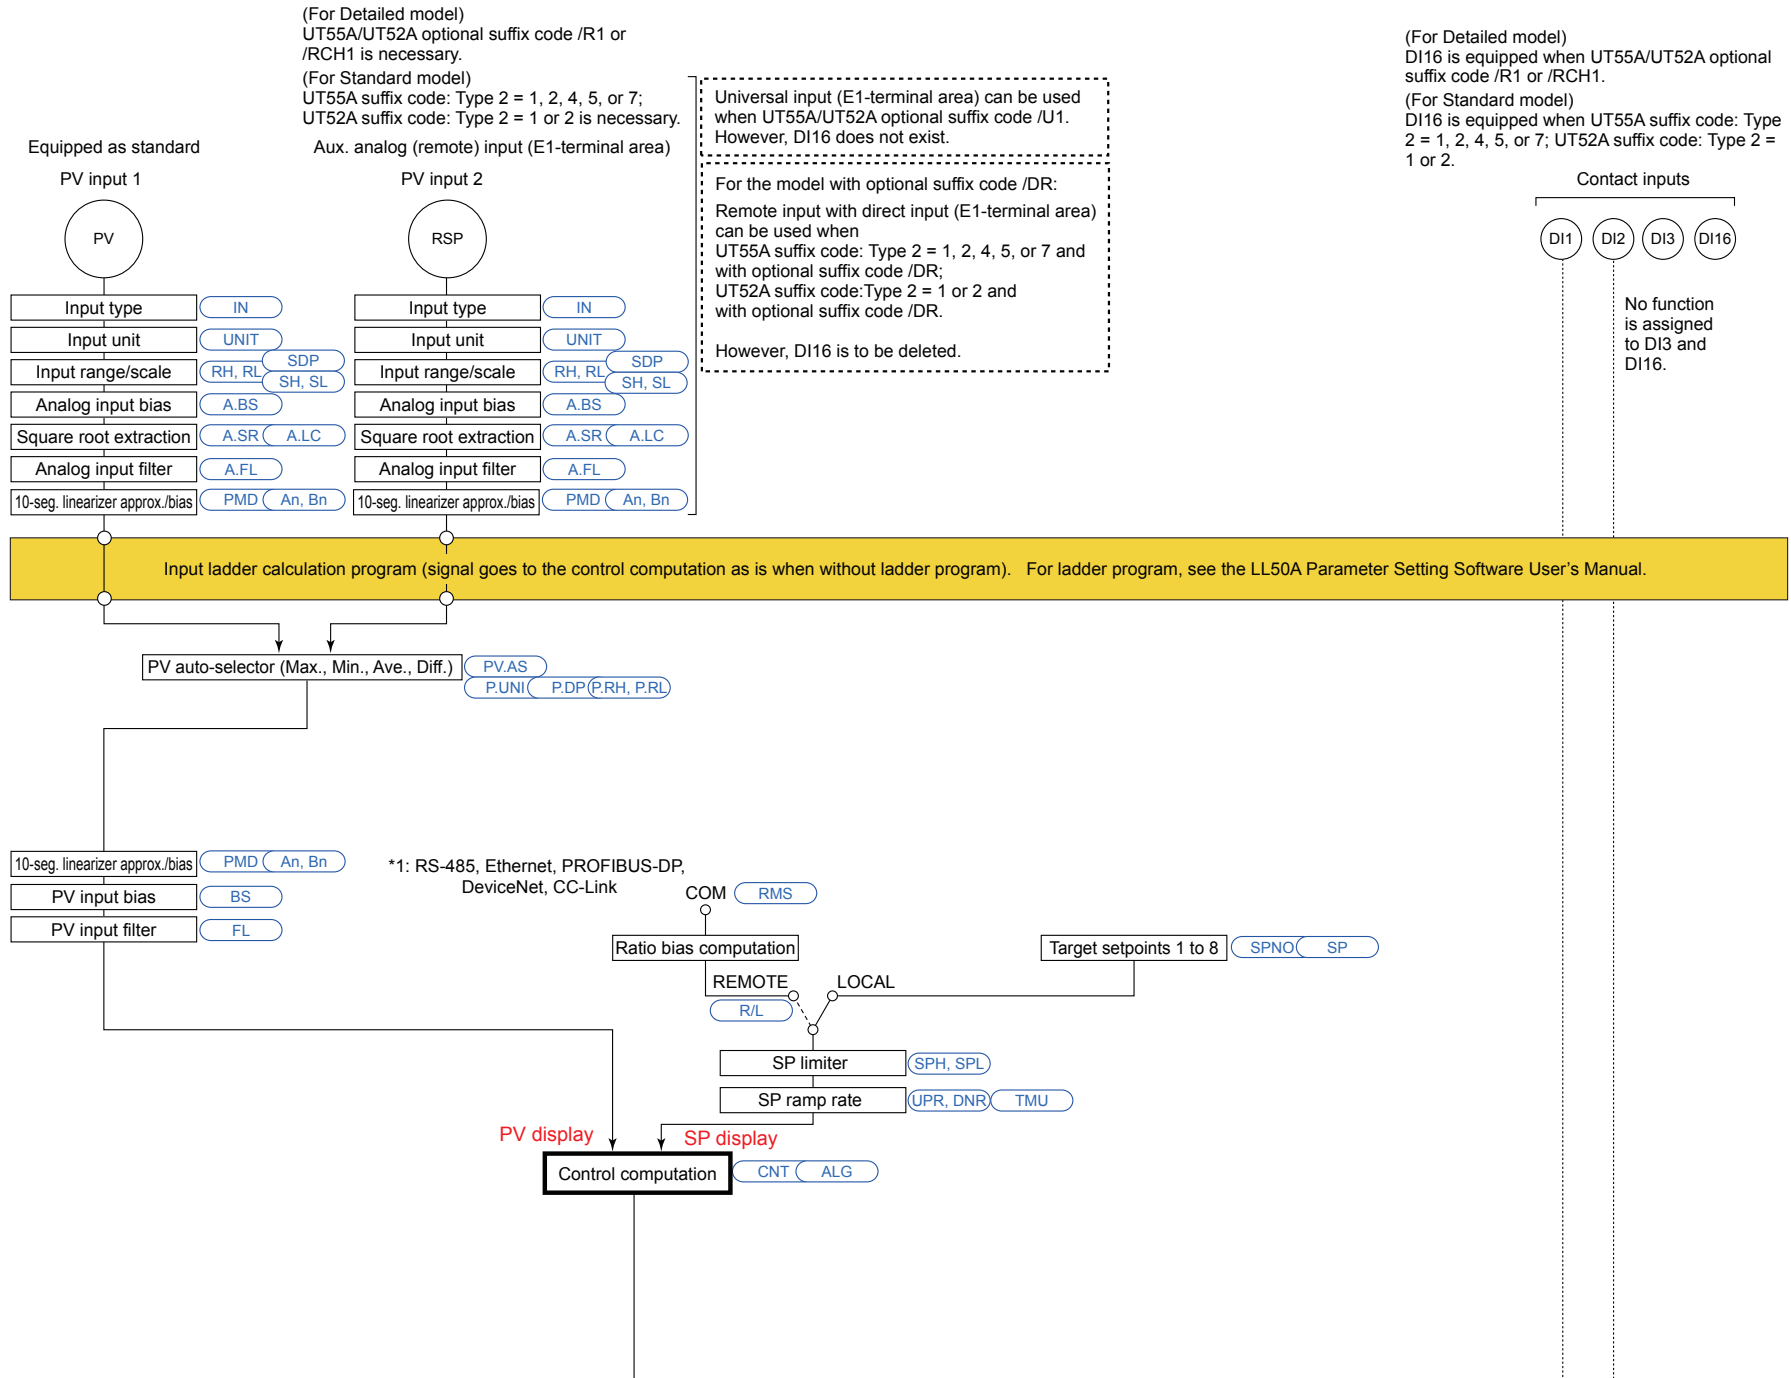 (For Detailed model)
UT55A/UT52A optional suffix code /R1 or
/RCH1 is necessary.
(For Standard model)
UT55A suffix code: Type 2 = 1, 2, 4, 5, or 7;
UT52A suffix code: Type 2 = 1 or 2 is necessary.
Equipped as standard
Aux. analog (remote) input (E1-terminal area)
PV input 1
PV input 2
PV
RSP
Universal input (E1-terminal area) can be used
when UT55A/UT52A optional suffix code /U1.
However, DI16 does not exist.
For the model with optional suffix code /DR:
Remote input with direct input (E1-terminal area)
can be used when
UT55A suffix code: Type 2 = 1, 2, 4, 5, or 7 and
with optional suffix code /DR;
UT52A suffix code:Type 2 = 1 or 2 and
with optional suffix code /DR.
However, DI16 is to be deleted.
(For Detailed model)
DI16 is equipped when UT55A/UT52A optional
suffix code /R1 or /RCH1.
(For Standard model)
DI16 is equipped when UT55A suffix code: Type
2 = 1, 2, 4, 5, or 7; UT52A suffix code: Type 2 =
1 or 2.
Contact inputs
DI1 DI2 DI3 DI16
No function
is assigned
to DI3 and
DI16.
Input type IN
Input unit UNIT
Input range/scale RH, RL SDP
SH, SL
Analog input bias A.BS
Square root extraction A.SR A.LC
Analog input filter A.FL
10-seg. linearizer approx./bias PMD An, Bn
Input type IN
Input unit UNIT
Input range/scale RH, RL SDP
SH, SL
Analog input bias A.BS
Square root extraction A.SR A.LC
Analog input filter A.FL
10-seg. linearizer approx./bias PMD An, Bn
Input ladder calculation program (signal goes to the control computation as is when without ladder program). For ladder program, see the LL50A Parameter Setting Software User's Manual.
PV auto-selector (Max., Min., Ave., Diff.) PV.AS
P.UNI P.DP P.RH, P.RL
10-seg. linearizer approx./bias PMD An, Bn
PV input bias BS
PV input filter FL
*1: RS-485, Ethernet, PROFIBUS-DP,
DeviceNet, CC-Link
COM RMS
Ratio bias computation
Target setpoints 1 to 8 SPNO SP
REMOTE LOCAL
R/L
SP limiter SPH, SPL
SP ramp rate UPR, DNR TMU
PV display SP display
Control computation CNT ALG